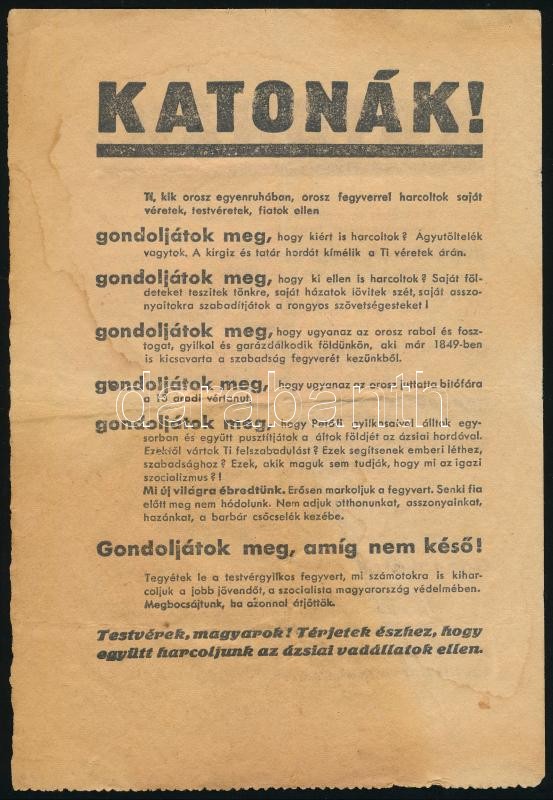 KATONÁK!
Ti, kik orosz egyenruhában, orosz fegyverrel harcoltok saját
véretek, testvéretek, fiatok ellen
gondoljátok meg, hogy kiért is harcoltok? Ágyutöltelék
vagytok. A kirgiz és tatár hordát kímélik a Ti véretek árán.
gondoljátok meg, hogy ki ellen is harcoltok? Saját föl-
deteket teszitek tönkre, saját házatok lövitek szét, saját asszo-
nyaitokra szabadítjátok a rongyos szövetségesteket!
gondoljátok meg, hogy ugyanaz az orosz rabol és fosz-
togat, gyilkol és garázdálkodik földünkön, aki már 1849-ben
is kicsavarta a szabadság fegyverét kezünkből.
gondoljátok meg, hogy ugyanaz az orosz juttatta bitófára
a 13 aradi vértanut.
gondoljátok meg, hogy Petőfi gyilkosaival álltok egy-
sorban és együtt pusztítjátok a áltok földjét az ázsiai hordával.
Ezektől vártok Ti felszabadulást? Ezek segítsenek emberi léthez,
szabadsághoz? Ezek, akik maguk sem tudják, hogy mi az igazi
szocializmus?!
Mi új világra ébredtünk. Erősen markoljuk a fegyvert. Senki fia
előtt meg nem hódolunk. Nem adjuk otthonunkat, asszonyainkat,
hazánkat, a barbár csőcselék kezébe.
Gondoljátok meg, amíg nem késő!
Tegyétek le a testvérgyilkos fegyvert, mi számotokra is kihar-
coljuk a jobb jövendőt, a szocialista magyarország védelmében.
Megbocsájtunk, ha azonnal átjöttök.
Testvérek, magyarok! Térjetek észhez, hogy
együtt harcoljunk az ázsiai vadállatok ellen.
darabanth